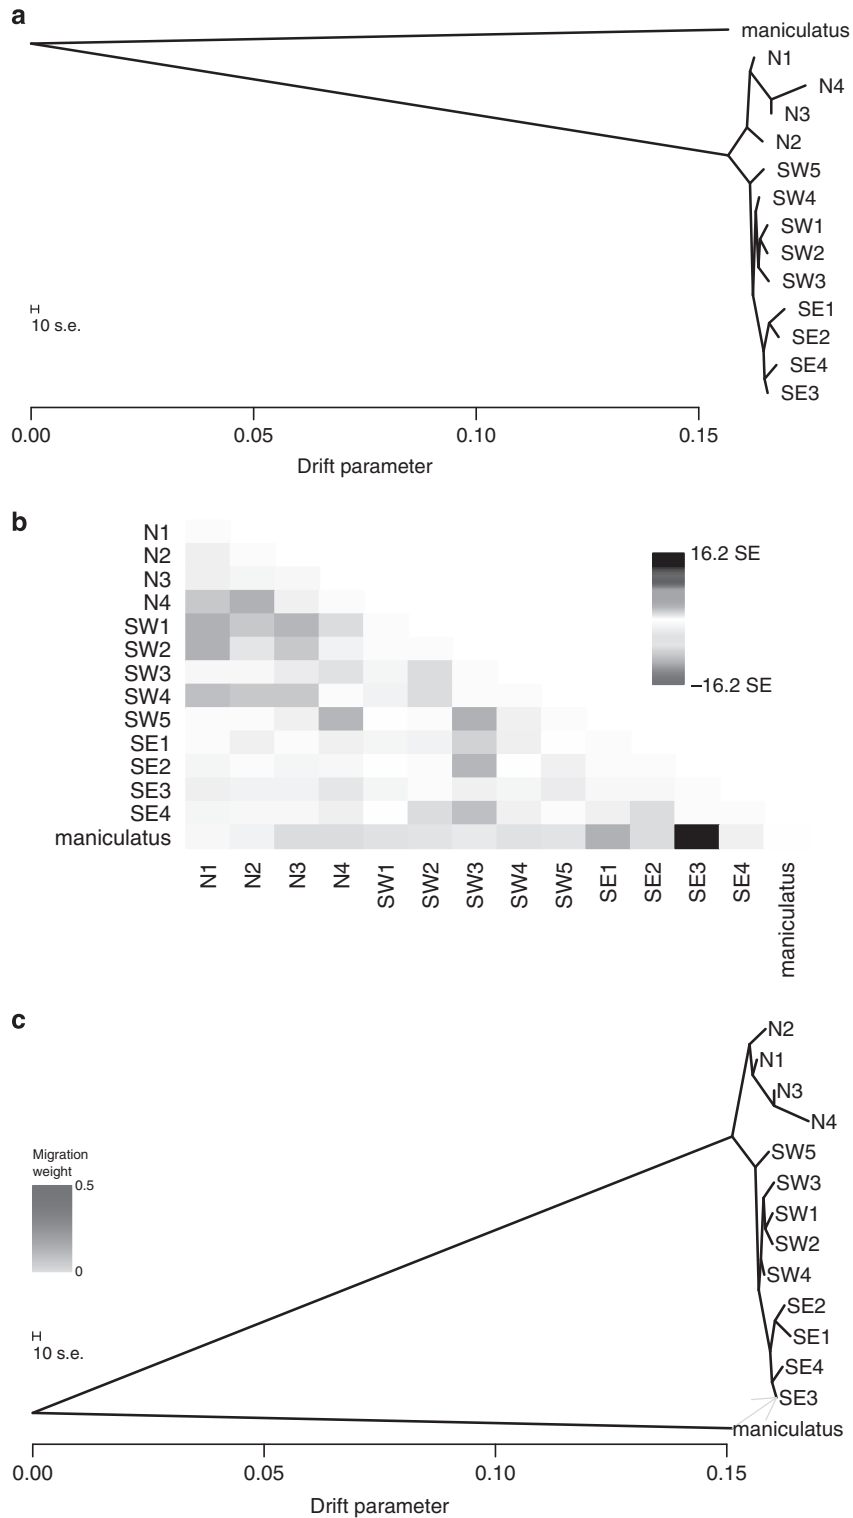 a
maniculatus
N1
N4
N3
N2
SW5
SW4
SW1
SW2
SW3
SE1
SE2
SE4
SE3
10 s.e.
0.00 0.05 0.10 0.15
Drift parameter
b
N1
N2
N3
N4
SW1
SW2
SW3
SW4
SW5
SE1
SE2
SE3
SE4
maniculatus
16.2 SE
–16.2 SE
N1 N2 N3 N4 SW1 SW2 SW3 SW4 SW5 SE1 SE2 SE3 SE4 maniculatus
c
N2
N1
N3
N4
SW5
SW3
SW1
SW2
SW4
SE2
SE1
SE4
SE3
maniculatus
Migration
weight
0.5
0
10 s.e.
0.00 0.05 0.10 0.15
Drift parameter